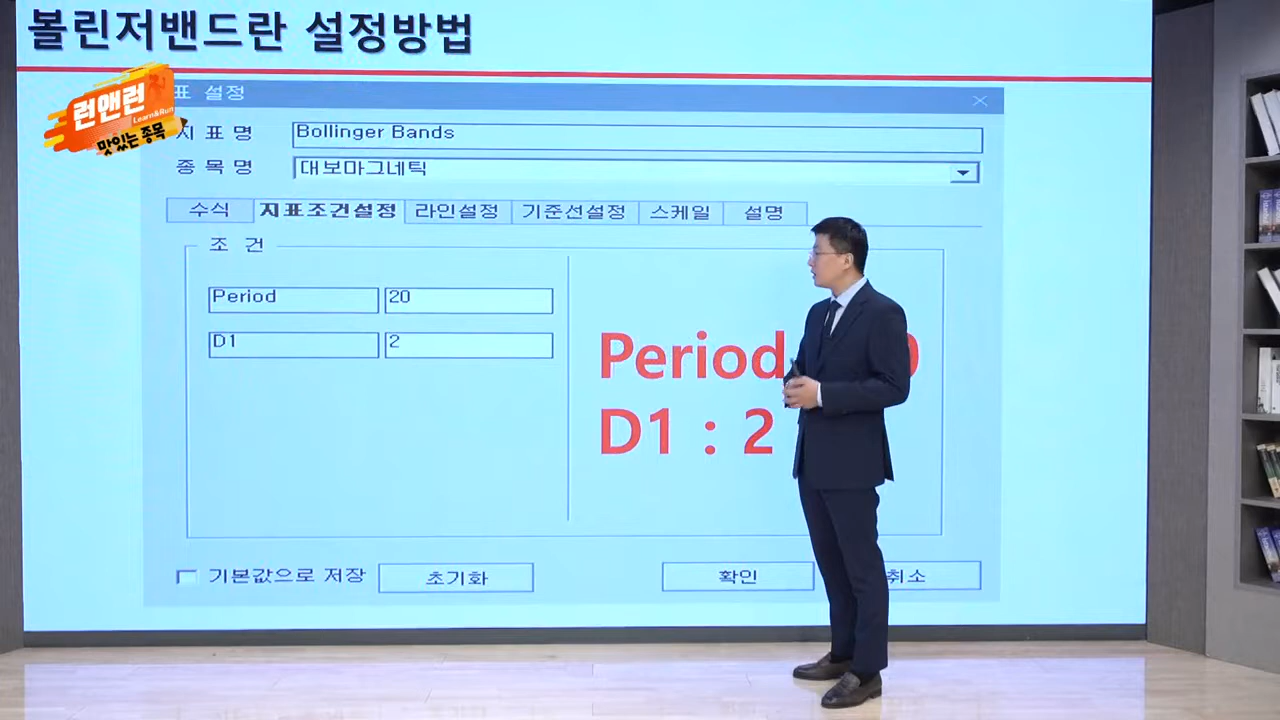 볼린저밴드란 설정방법
런앤런
Learn&Run
맛있는 종목
표 설정
지 표 명 Bollinger Bands
종 목 명 대보마그네틱
수식 지표조건설정 라인설정 기준선설정 스케일 설명
조 건
Period 20
D1 2
Period
D1 : 2
기본값으로 저장 초기화 확인 취소